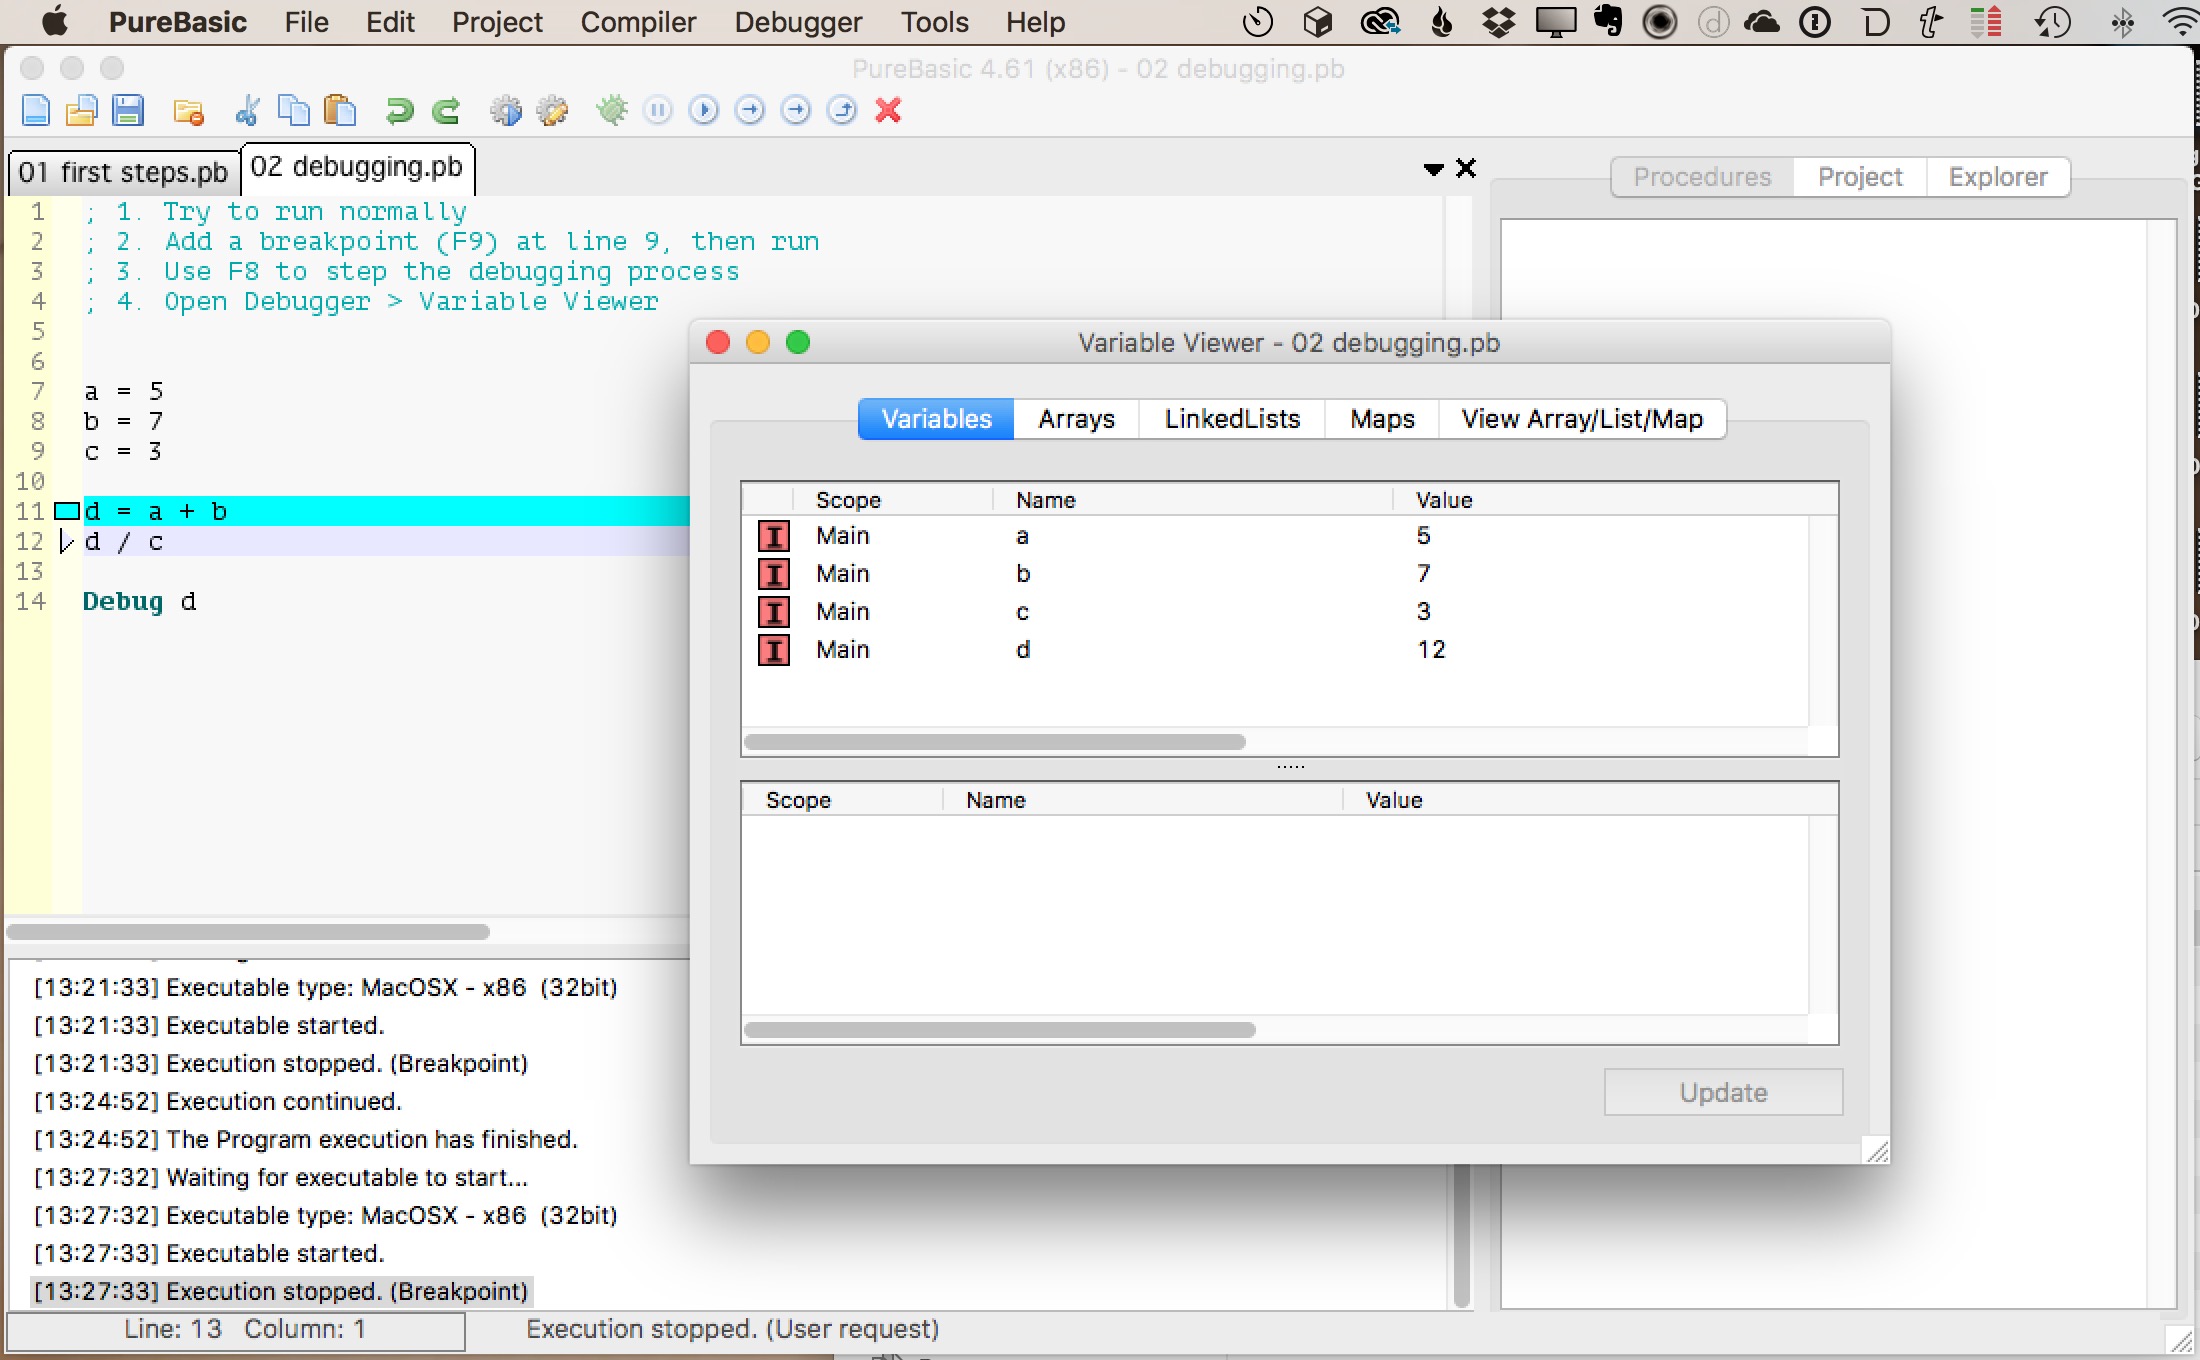 PureBasic File Edit Project Compiler Debugger Tools Help
PureBasic 4.61 (x86) - 02 debugging.pb
01 first steps.pb 02 debugging.pb
Procedures Project Explorer
1 ; 1. Try to run normally
2 ; 2. Add a breakpoint (F9) at line 9, then run
3 ; 3. Use F8 to step the debugging process
4 ; 4. Open Debugger > Variable Viewer
5
6
7 a = 5
8 b = 7
9 c = 3
10
11 d = a + b
12 d / c
13
14 Debug d
Variable Viewer - 02 debugging.pb
Variables Arrays LinkedLists Maps View Array/List/Map
Scope Name Value
I Main a 5
I Main b 7
I Main c 3
I Main d 12
Scope Name Value
Update
[13:21:33] Executable type: MacOSX - x86 (32bit)
[13:21:33] Executable started.
[13:21:33] Execution stopped. (Breakpoint)
[13:24:52] Execution continued.
[13:24:52] The Program execution has finished.
[13:27:32] Waiting for executable to start...
[13:27:32] Executable type: MacOSX - x86 (32bit)
[13:27:33] Executable started.
[13:27:33] Execution stopped. (Breakpoint)
Line: 13 Column: 1 Execution stopped. (User request)